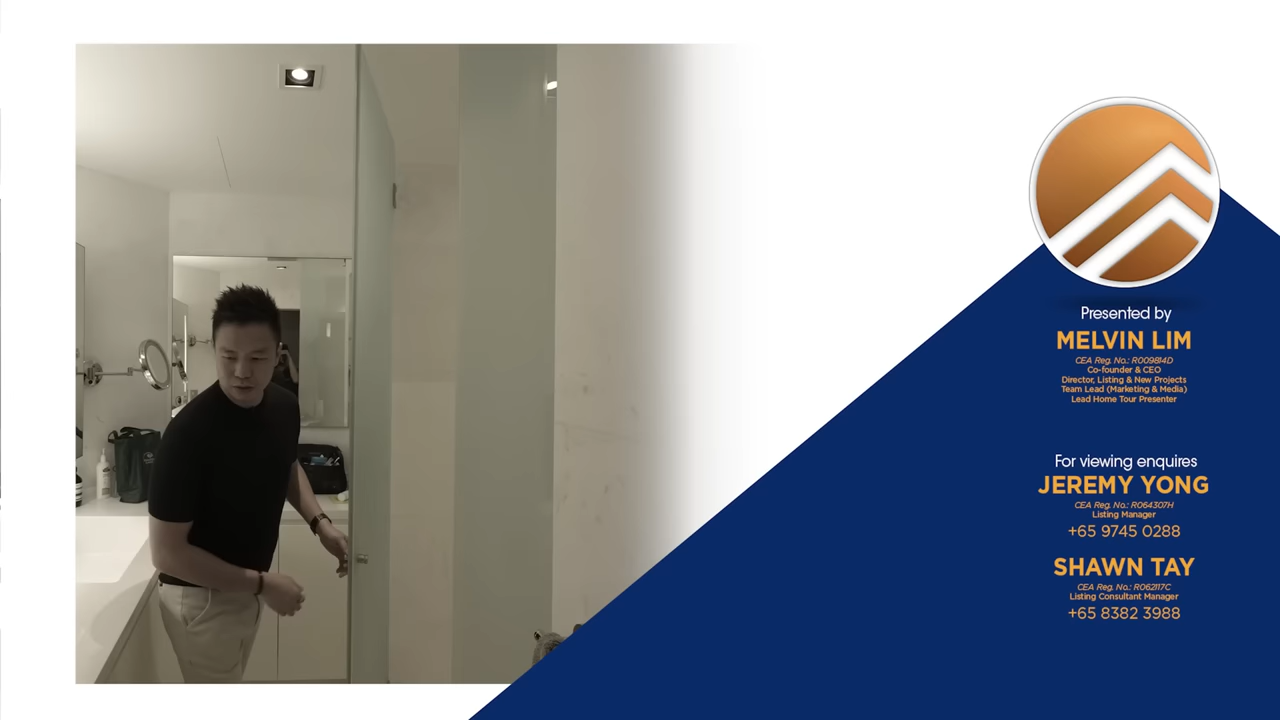 Presented by
MELVIN LIM
CEA Reg. No.: R009814D
Co-founder & CEO
Director, Listing & New Projects
Team Lead (Marketing & Media)
Lead Home Tour Presenter
For viewing enquires
JEREMY YONG
CEA Reg. No.: R064307H
Listing Manager
+65 9745 0288
SHAWN TAY
CEA Reg. No.: R062117C
Listing Consultant Manager
+65 8382 3988